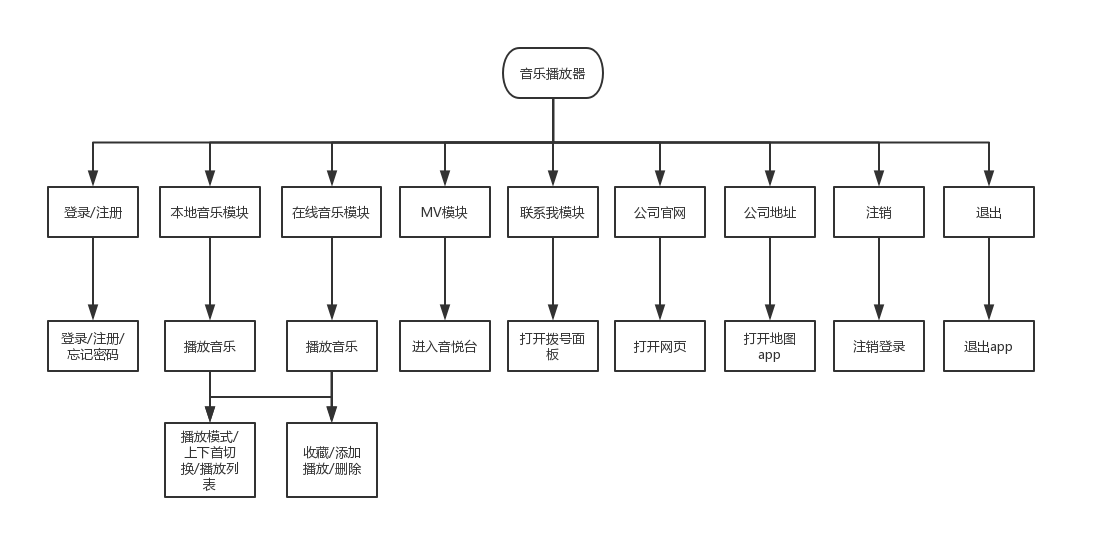 音乐播放器
登录/注册
本地音乐模块
在线音乐模块
MV模块
联系我模块
公司官网
公司地址
注销
退出
登录/注册/
忘记密码
播放音乐
播放音乐
进入音悦台
打开拨号面
板
打开网页
打开地图
app
注销登录
退出app
播放模式/
上下首切
换/播放列
表
收藏/添加
播放/删除